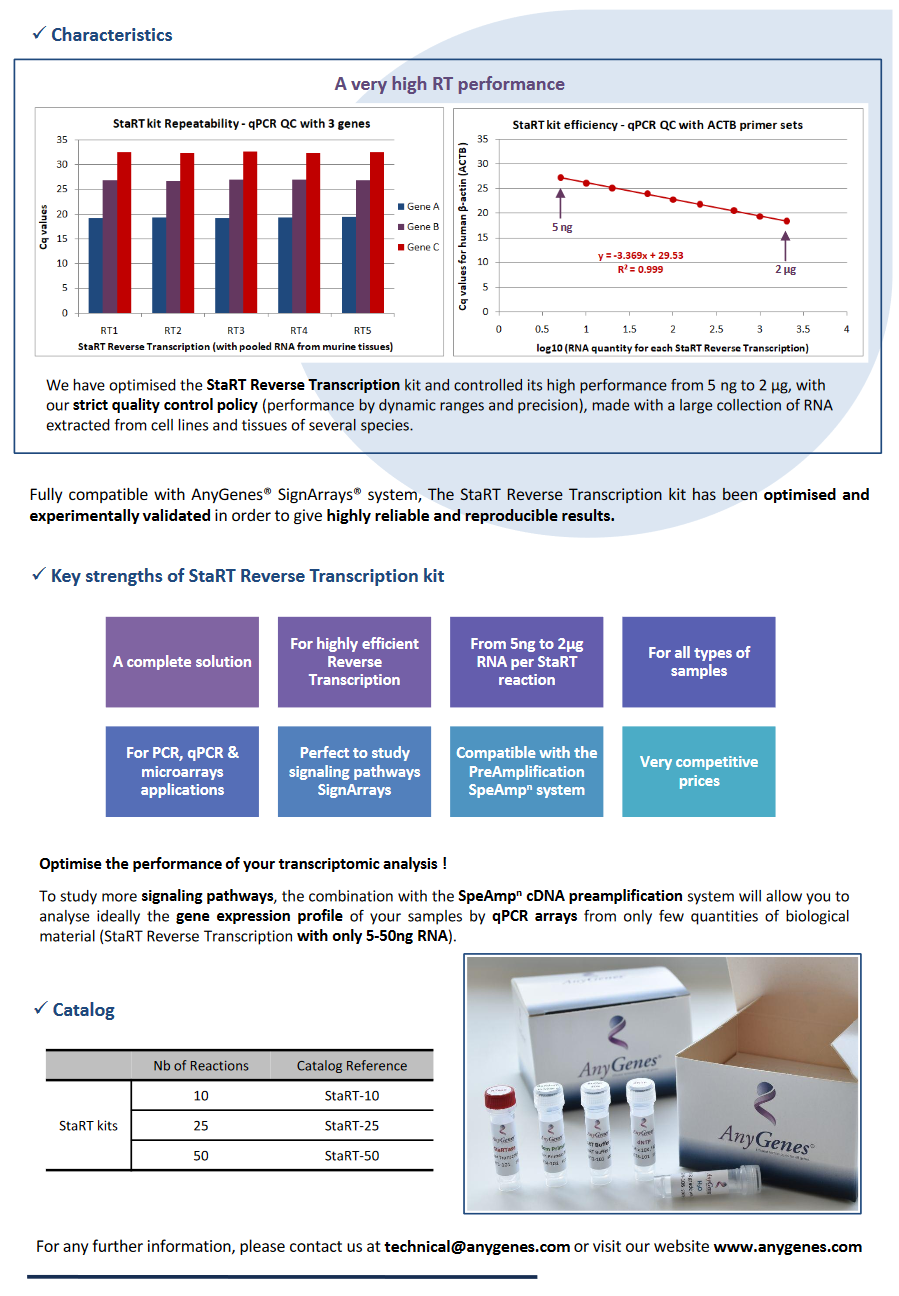 ✓ Characteristics
A very high RT performance
StaRT kit Repeatability - qPCR QC with 3 genes
Cq values
35
30
25
20
15
10
5
0
RT1 RT2 RT3 RT4 RT5
StaRT Reverse Transcription (with pooled RNA from murine tissues)
Gene A
Gene B
Gene C
StaRT kit efficiency - qPCR QC with ACTB primer sets
Cq values for human β-actin (ACTB)
35
30
25
20
15
10
5
0
5 ng
2 µg
y = -3.369x + 29.53
R² = 0.999
0 0.5 1 1.5 2 2.5 3 3.5 4
log10 (RNA quantity for each StaRT Reverse Transcription)
We have optimised the StaRT Reverse Transcription kit and controlled its high performance from 5 ng to 2 µg, with
our strict quality control policy (performance by dynamic ranges and precision), made with a large collection of RNA
extracted from cell lines and tissues of several species.
Fully compatible with AnyGenes® SignArrays® system, The StaRT Reverse Transcription kit has been optimised and
experimentally validated in order to give highly reliable and reproducible results.
✓ Key strengths of StaRT Reverse Transcription kit
A complete solution
For highly efficient
Reverse
Transcription
From 5ng to 2µg
RNA per StaRT
reaction
For all types of
samples
For PCR, qPCR &
microarrays
applications
Perfect to study
signaling pathways
SignArrays
Compatible with the
PreAmplification
SpeAmpⁿ system
Very competitive
prices
Optimise the performance of your transcriptomic analysis !
To study more signaling pathways, the combination with the SpeAmpⁿ cDNA preamplification system will allow you to
analyse ideally the gene expression profile of your samples by qPCR arrays from only few quantities of biological
material (StaRT Reverse Transcription with only 5-50ng RNA).
✓ Catalog
Nb of Reactions Catalog Reference
StaRT kits
10 StaRT-10
25 StaRT-25
50 StaRT-50
AnyGenes®
AnyGenes®
For any further information, please contact us at technical@anygenes.com or visit our website www.anygenes.com